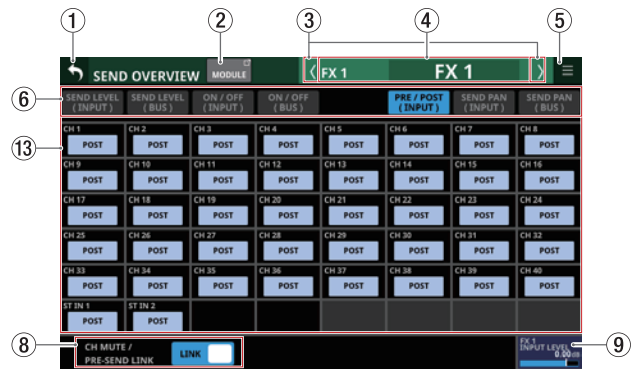 ① ② ③ ④ ⑤
SEND OVERVIEW MODULE FX 1 FX 1
⑥
SEND LEVEL (INPUT) SEND LEVEL (BUS) ON / OFF (INPUT) ON / OFF (BUS) PRE / POST (INPUT) SEND PAN (INPUT) SEND PAN (BUS)
⑬
CH 1 CH 2 CH 3 CH 4 CH 5 CH 6 CH 7 CH 8
POST POST POST POST POST POST POST POST
CH 9 CH 10 CH 11 CH 12 CH 13 CH 14 CH 15 CH 16
POST POST POST POST POST POST POST POST
CH 17 CH 18 CH 19 CH 20 CH 21 CH 22 CH 23 CH 24
POST POST POST POST POST POST POST POST
CH 25 CH 26 CH 27 CH 28 CH 29 CH 30 CH 31 CH 32
POST POST POST POST POST POST POST POST
CH 33 CH 34 CH 35 CH 36 CH 37 CH 38 CH 39 CH 40
POST POST POST POST POST POST POST POST
ST IN 1 ST IN 2
POST POST
⑧
CH MUTE /
PRE-SEND LINK
LINK
FX 1
INPUT LEVEL
0.00 dB
⑨